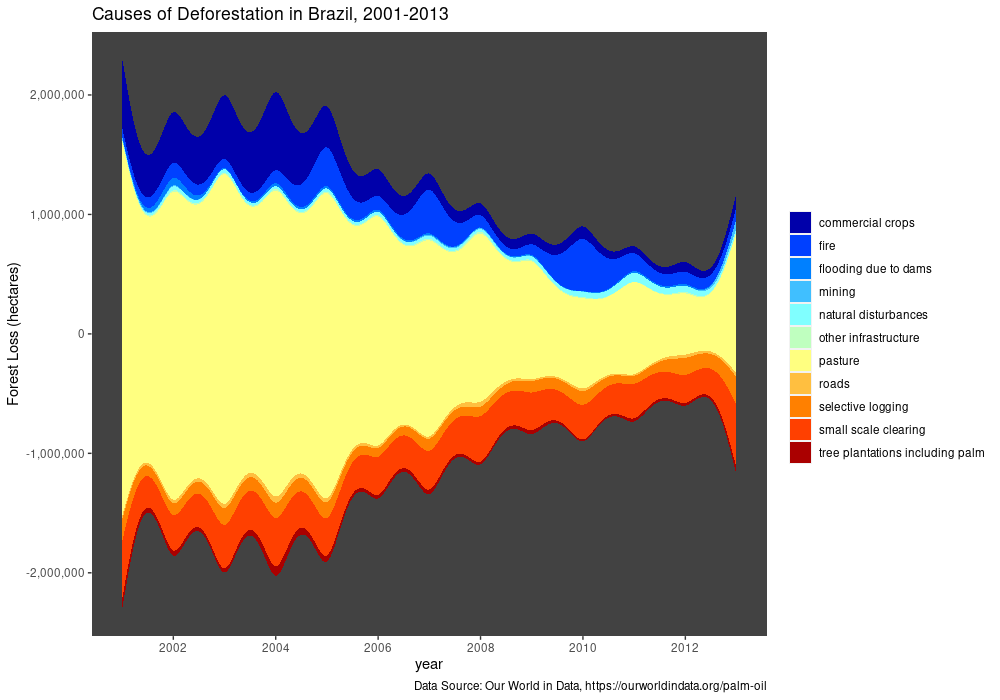 Causes of Deforestation in Brazil, 2001-2013
Forest Loss (hectares)
2,000,000
1,000,000
0
-1,000,000
-2,000,000
2002
2004
2006
2008
2010
2012
year
commercial crops
fire
flooding due to dams
mining
natural disturbances
other infrastructure
pasture
roads
selective logging
small scale clearing
tree plantations including palm
Data Source: Our World in Data, https://ourworldindata.org/palm-oil